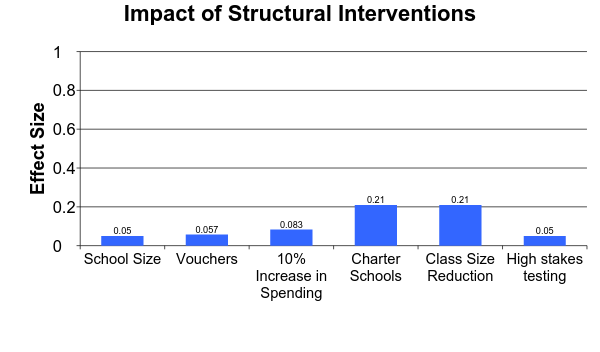 Impact of Structural Interventions
Effect Size
1
0.8
0.6
0.4
0.2
0
0.05
0.057
0.083
0.21
0.21
0.05
School Size
Vouchers
10%
Increase in
Spending
Charter
Schools
Class Size
Reduction
High stakes
testing